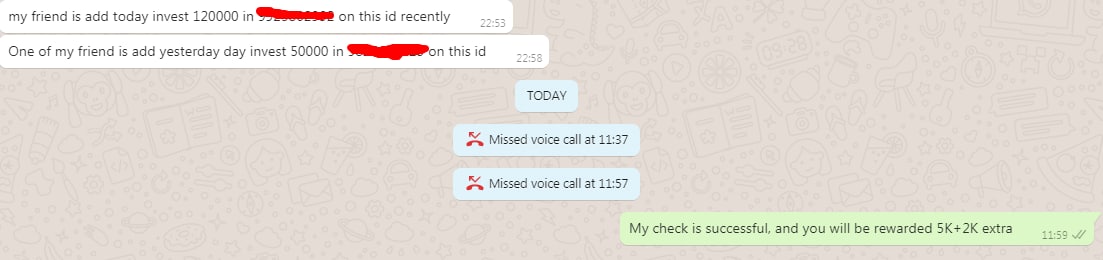 my friend is add today invest 120000 in on this id recently
22:53
One of my friend is add yesterday day invest 50000 in on this id
22:58
TODAY
Missed voice call at 11:37
Missed voice call at 11:57
My check is successful, and you will be rewarded 5K+2K extra
11:59